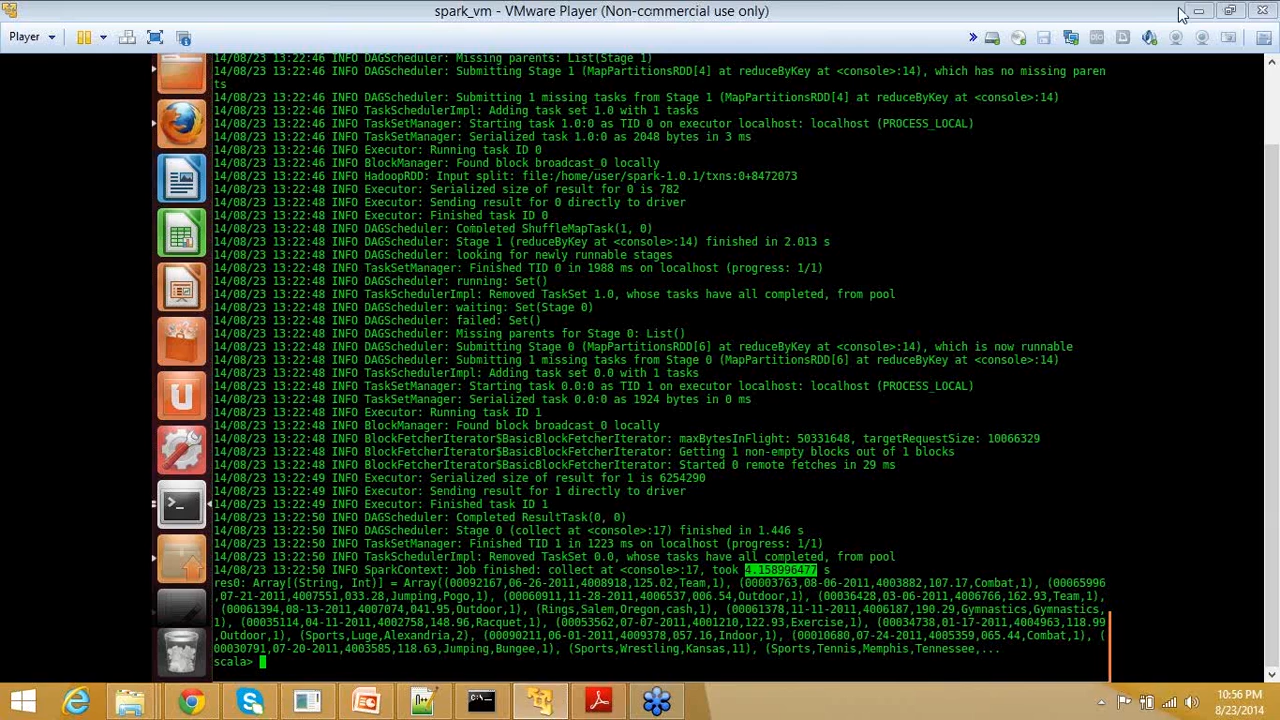 spark_vm - VMware Player (Non-commercial use only)
Player
14/08/23 13:22:46 INFO DAGScheduler: Missing parents: List(Stage 1)
14/08/23 13:22:46 INFO DAGScheduler: Submitting Stage 1 (MapPartitionsRDD[4] at reduceByKey at <console>:14), which has no missing paren
ts
14/08/23 13:22:46 INFO DAGScheduler: Submitting 1 missing tasks from Stage 1 (MapPartitionsRDD[4] at reduceByKey at <console>:14)
14/08/23 13:22:46 INFO TaskSchedulerImpl: Adding task set 1.0 with 1 tasks
14/08/23 13:22:46 INFO TaskSetManager: Starting task 1.0:0 as TID 0 on executor localhost: localhost (PROCESS_LOCAL)
14/08/23 13:22:46 INFO TaskSetManager: Serialized task 1.0:0 as 2048 bytes in 3 ms
14/08/23 13:22:46 INFO Executor: Running task ID 0
14/08/23 13:22:46 INFO BlockManager: Found block broadcast_0 locally
14/08/23 13:22:46 INFO HadoopRDD: Input split: file:/home/user/spark-1.0.1/txns:0+8472073
14/08/23 13:22:48 INFO Executor: Serialized size of result for 0 is 782
14/08/23 13:22:48 INFO Executor: Sending result for 0 directly to driver
14/08/23 13:22:48 INFO Executor: Finished task ID 0
14/08/23 13:22:48 INFO DAGScheduler: Completed ShuffleMapTask(1, 0)
14/08/23 13:22:48 INFO DAGScheduler: Stage 1 (reduceByKey at <console>:14) finished in 2.013 s
14/08/23 13:22:48 INFO DAGScheduler: looking for newly runnable stages
14/08/23 13:22:48 INFO TaskSetManager: Finished TID 0 in 1988 ms on localhost (progress: 1/1)
14/08/23 13:22:48 INFO DAGScheduler: running: Set()
14/08/23 13:22:48 INFO TaskSchedulerImpl: Removed TaskSet 1.0, whose tasks have all completed, from pool
14/08/23 13:22:48 INFO DAGScheduler: waiting: Set(Stage 0)
14/08/23 13:22:48 INFO DAGScheduler: failed: Set()
14/08/23 13:22:48 INFO DAGScheduler: Missing parents for Stage 0: List()
14/08/23 13:22:48 INFO DAGScheduler: Submitting Stage 0 (MapPartitionsRDD[6] at reduceByKey at <console>:14), which is now runnable
14/08/23 13:22:48 INFO DAGScheduler: Submitting 1 missing tasks from Stage 0 (MapPartitionsRDD[6] at reduceByKey at <console>:14)
14/08/23 13:22:48 INFO TaskSchedulerImpl: Adding task set 0.0 with 1 tasks
14/08/23 13:22:48 INFO TaskSetManager: Starting task 0.0:0 as TID 1 on executor localhost: localhost (PROCESS_LOCAL)
14/08/23 13:22:48 INFO TaskSetManager: Serialized task 0.0:0 as 1924 bytes in 0 ms
14/08/23 13:22:48 INFO Executor: Running task ID 1
14/08/23 13:22:48 INFO BlockManager: Found block broadcast_0 locally
14/08/23 13:22:48 INFO BlockFetcherIterator$BasicBlockFetcherIterator: maxBytesInFlight: 50331648, targetRequestSize: 10066329
14/08/23 13:22:48 INFO BlockFetcherIterator$BasicBlockFetcherIterator: Getting 1 non-empty blocks out of 1 blocks
14/08/23 13:22:48 INFO BlockFetcherIterator$BasicBlockFetcherIterator: Started 0 remote fetches in 29 ms
14/08/23 13:22:49 INFO Executor: Serialized size of result for 1 is 6254290
14/08/23 13:22:49 INFO Executor: Sending result for 1 directly to driver
14/08/23 13:22:49 INFO Executor: Finished task ID 1
14/08/23 13:22:50 INFO DAGScheduler: Completed ResultTask(0, 0)
14/08/23 13:22:50 INFO DAGScheduler: Stage 0 (collect at <console>:17) finished in 1.446 s
14/08/23 13:22:50 INFO TaskSetManager: Finished TID 1 in 1223 ms on localhost (progress: 1/1)
14/08/23 13:22:50 INFO TaskSchedulerImpl: Removed TaskSet 0.0, whose tasks have all completed, from pool
14/08/23 13:22:50 INFO SparkContext: Job finished: collect at <console>:17, took 4.158996477 s
res0: Array[(String, Int)] = Array((00092167,06-26-2011,4008918,125.02,Team,1), (00003763,08-06-2011,4003882,107.17,Combat,1), (00065996
,07-21-2011,4007551,033.28,Jumping,Pogo,1), (00060911,11-28-2011,4006537,006.54,Outdoor,1), (00036428,03-06-2011,4006766,162.93,Team,1),
(00061394,08-13-2011,4007074,041.95,Outdoor,1), (Rings,Salem,Oregon,cash,1), (00061378,11-11-2011,4006187,190.29,Gymnastics,Gymnastics,
1), (00035114,04-11-2011,4002758,148.96,Racquet,1), (00053562,07-07-2011,4001210,122.93,Exercise,1), (00034738,01-17-2011,4004963,118.99
,Outdoor,1), (Sports,Luge,Alexandria,2), (00090211,06-01-2011,4009378,057.16,Indoor,1), (00010680,07-24-2011,4005359,065.44,Combat,1), (
00030791,07-20-2011,4003585,118.63,Jumping,Bungee,1), (Sports,Wrestling,Kansas,11), (Sports,Tennis,Memphis,Tennessee,...
scala>
10:56 PM
8/23/2014